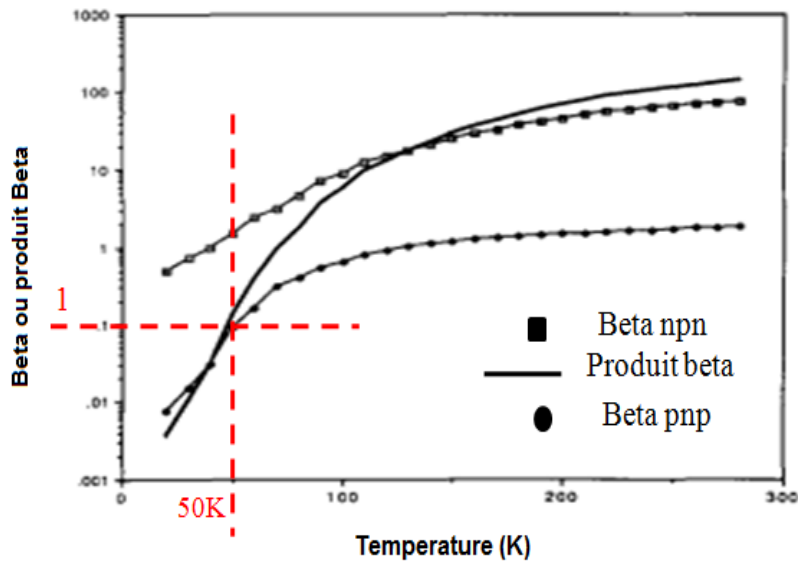 1000
100
10
1
.1
.01
.001
Beta ou produit Beta
1
50K
0
100
200
300
Temperature (K)
Beta npn
Produit beta
Beta pnp